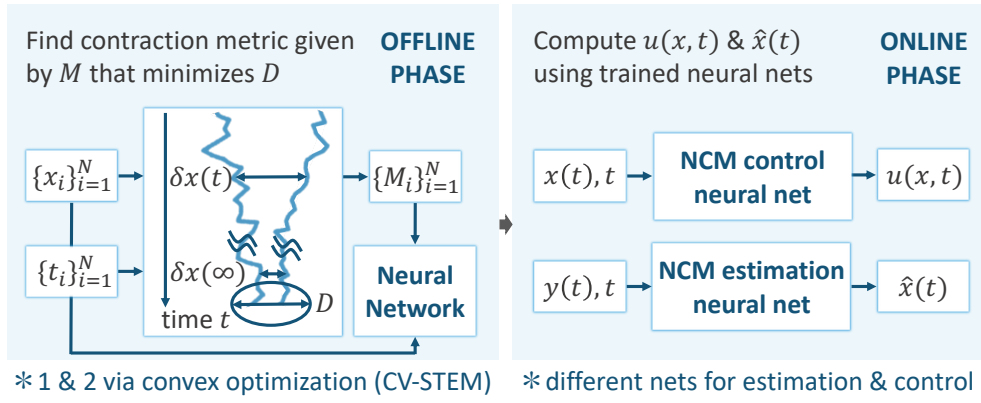 Find contraction metric given
by M that minimizes D
OFFLINE
PHASE
{x_i}_{i=1}^N
{t_i}_{i=1}^N
δx(t)
δx(∞)
D
time t
{M_i}_{i=1}^N
Neural
Network
* 1 & 2 via convex optimization (CV-STEM)
Compute u(x, t) & x̂(t)
using trained neural nets
ONLINE
PHASE
x(t), t
NCM control
neural net
u(x, t)
y(t), t
NCM estimation
neural net
x̂(t)
* different nets for estimation & control